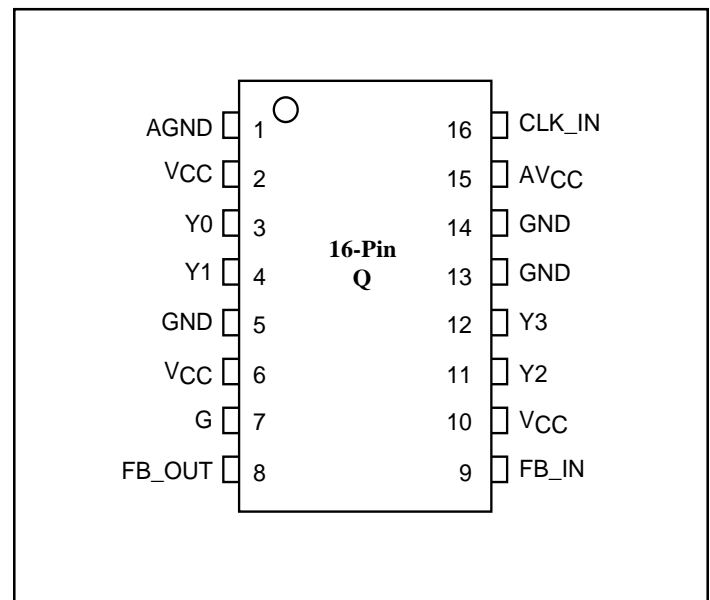 AGND 1 16 CLK_IN
VCC 2 15 AVCC
Y0 3 14 GND
16-Pin
Y1 4 13 GND
Q
GND 5 12 Y3
VCC 6 11 Y2
G 7 10 VCC
FB_OUT 8 9 FB_IN